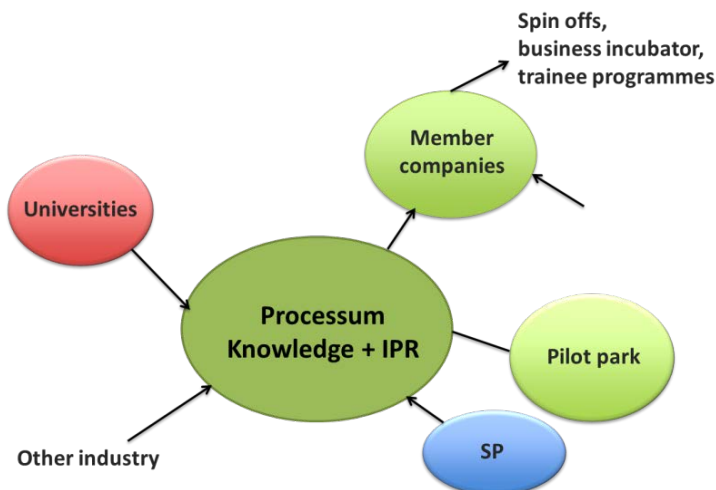 Spin offs,
business incubator,
trainee programmes
Member
companies
Universities
Processum
Knowledge + IPR
Pilot park
SP
Other industry